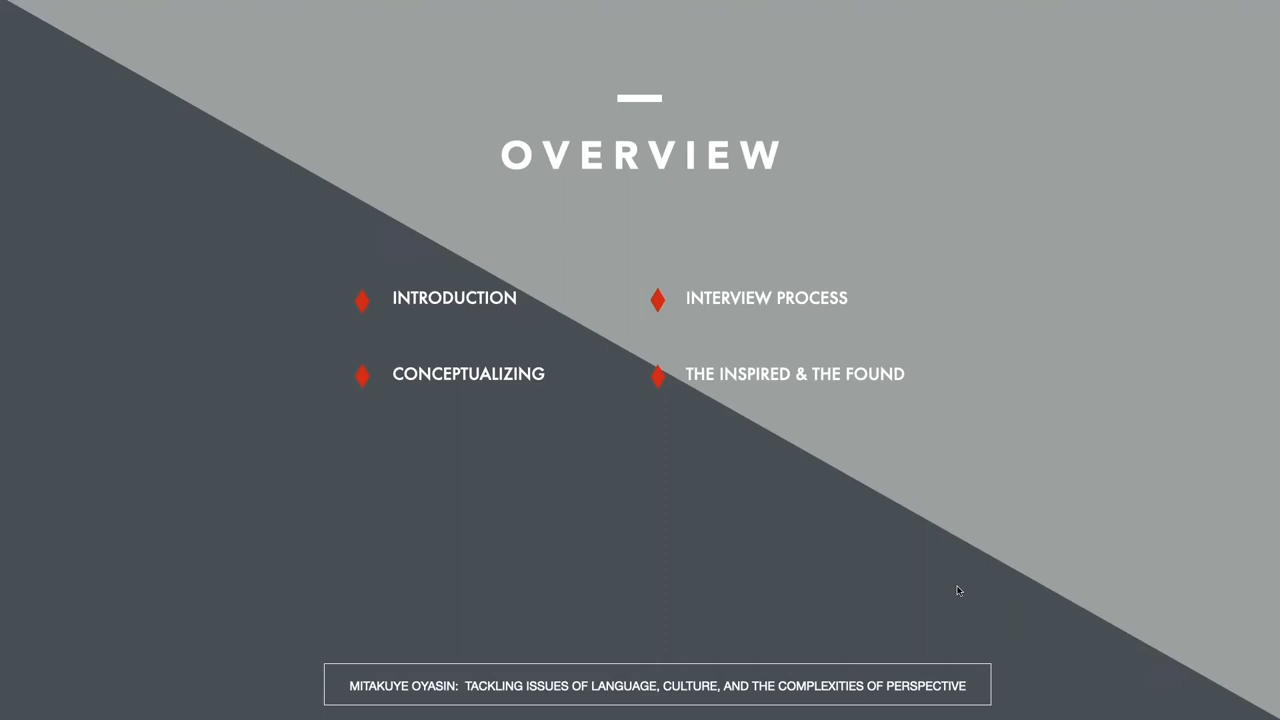 OVERVIEW
INTRODUCTION
INTERVIEW PROCESS
CONCEPTUALIZING
THE INSPIRED & THE FOUND
MITAKUYE OYASIN: TACKLING ISSUES OF LANGUAGE, CULTURE, AND THE COMPLEXITIES OF PERSPECTIVE